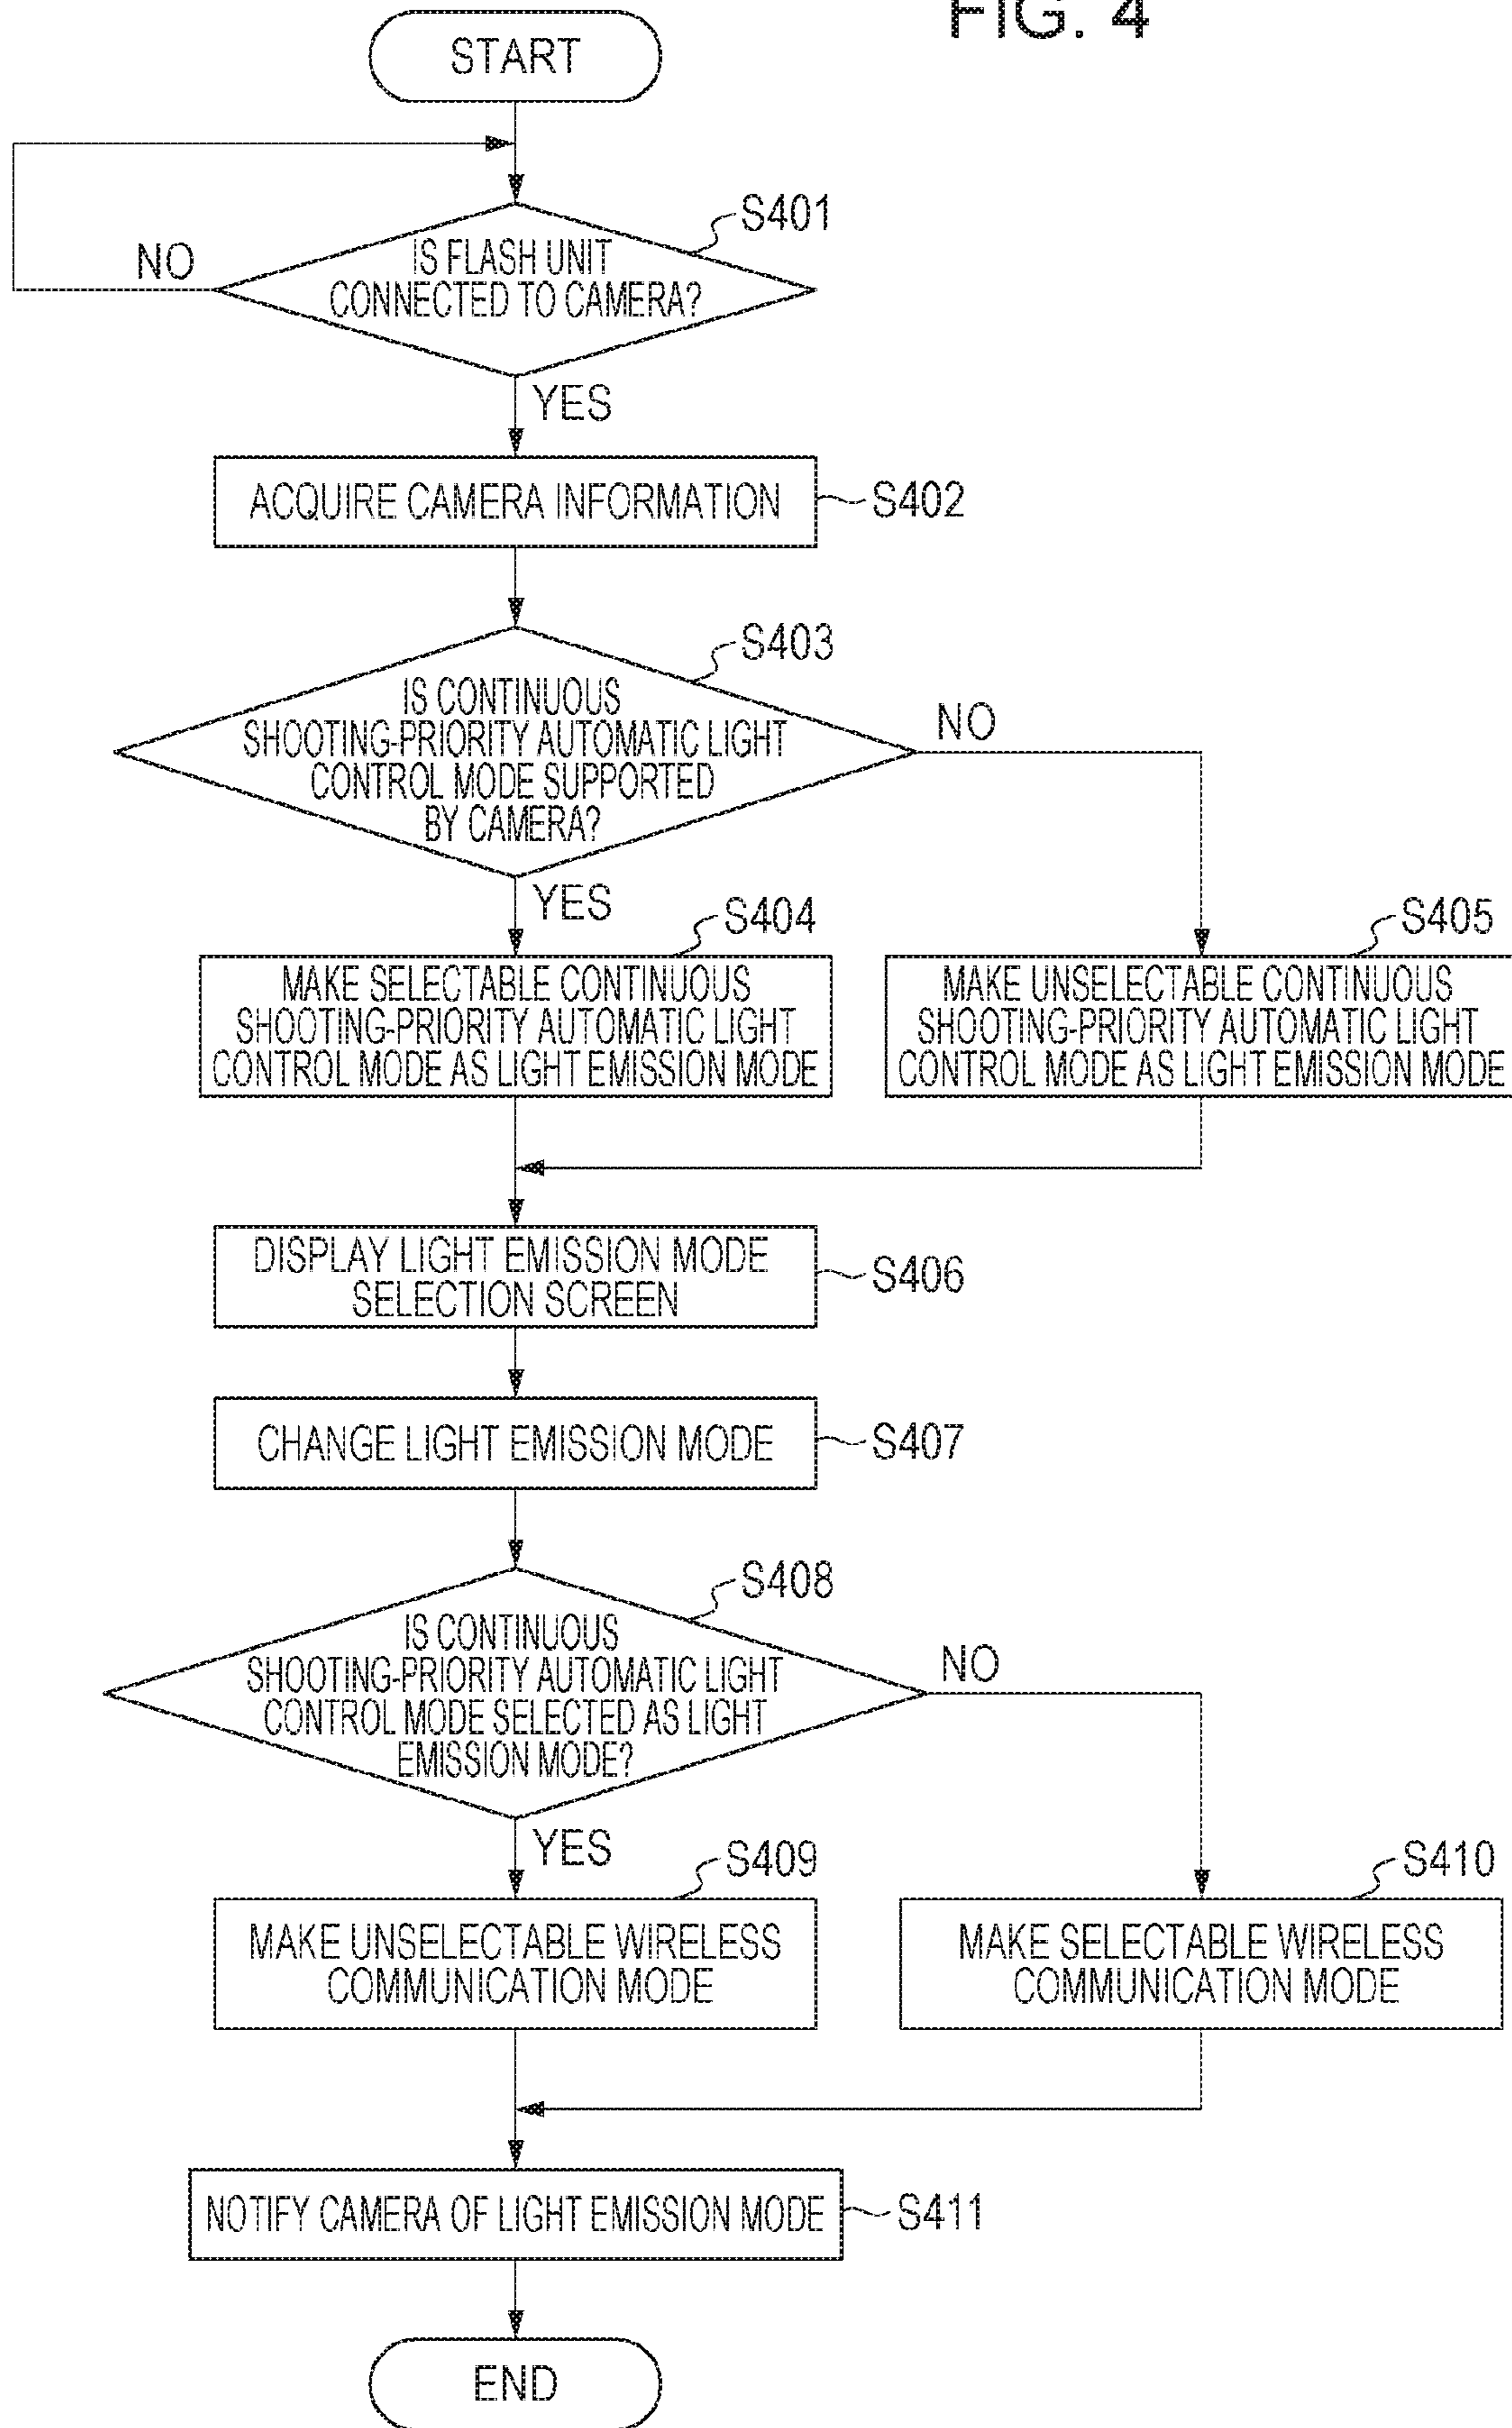 FIG. 4
START
S401
IS FLASH UNIT
CONNECTED TO CAMERA?
NO
YES
ACQUIRE CAMERA INFORMATION
S402
S403
IS CONTINUOUS
SHOOTING-PRIORITY AUTOMATIC LIGHT
CONTROL MODE SUPPORTED
BY CAMERA?
NO
YES
S404
MAKE SELECTABLE CONTINUOUS
SHOOTING-PRIORITY AUTOMATIC LIGHT
CONTROL MODE AS LIGHT EMISSION MODE
S405
MAKE UNSELECTABLE CONTINUOUS
SHOOTING-PRIORITY AUTOMATIC LIGHT
CONTROL MODE AS LIGHT EMISSION MODE
DISPLAY LIGHT EMISSION MODE
SELECTION SCREEN
S406
CHANGE LIGHT EMISSION MODE
S407
S408
IS CONTINUOUS
SHOOTING-PRIORITY AUTOMATIC LIGHT
CONTROL MODE SELECTED AS LIGHT
EMISSION MODE?
NO
YES
S409
MAKE UNSELECTABLE WIRELESS
COMMUNICATION MODE
S410
MAKE SELECTABLE WIRELESS
COMMUNICATION MODE
NOTIFY CAMERA OF LIGHT EMISSION MODE
S411
END